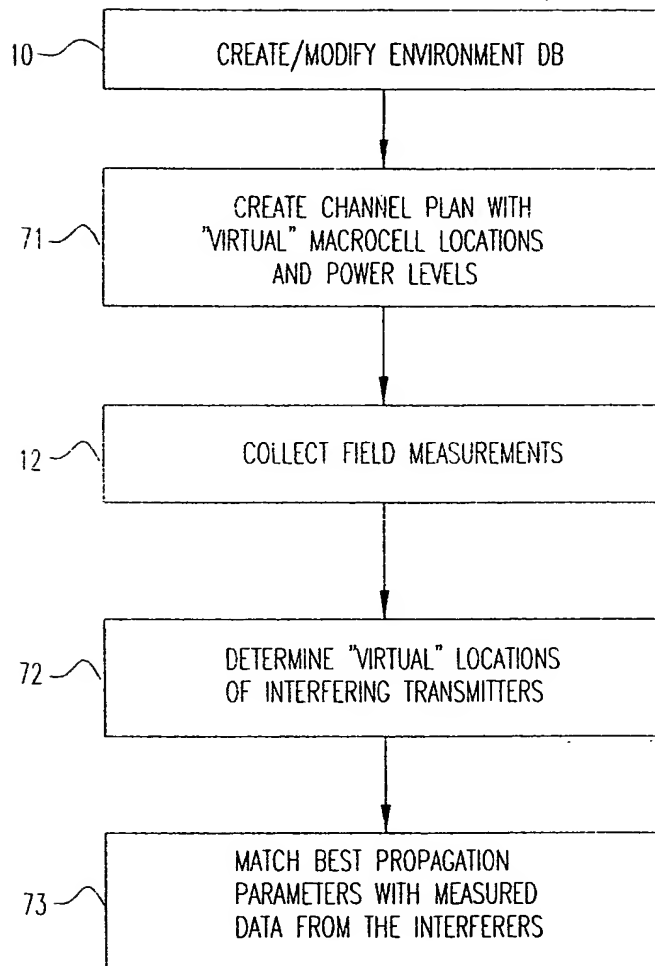 10
CREATE/MODIFY ENVIRONMENT DB
71
CREATE CHANNEL PLAN WITH
"VIRTUAL" MACROCELL LOCATIONS
AND POWER LEVELS
12
COLLECT FIELD MEASUREMENTS
72
DETERMINE "VIRTUAL" LOCATIONS
OF INTERFERING TRANSMITTERS
73
MATCH BEST PROPAGATION
PARAMETERS WITH MEASURED
DATA FROM THE INTERFERERS